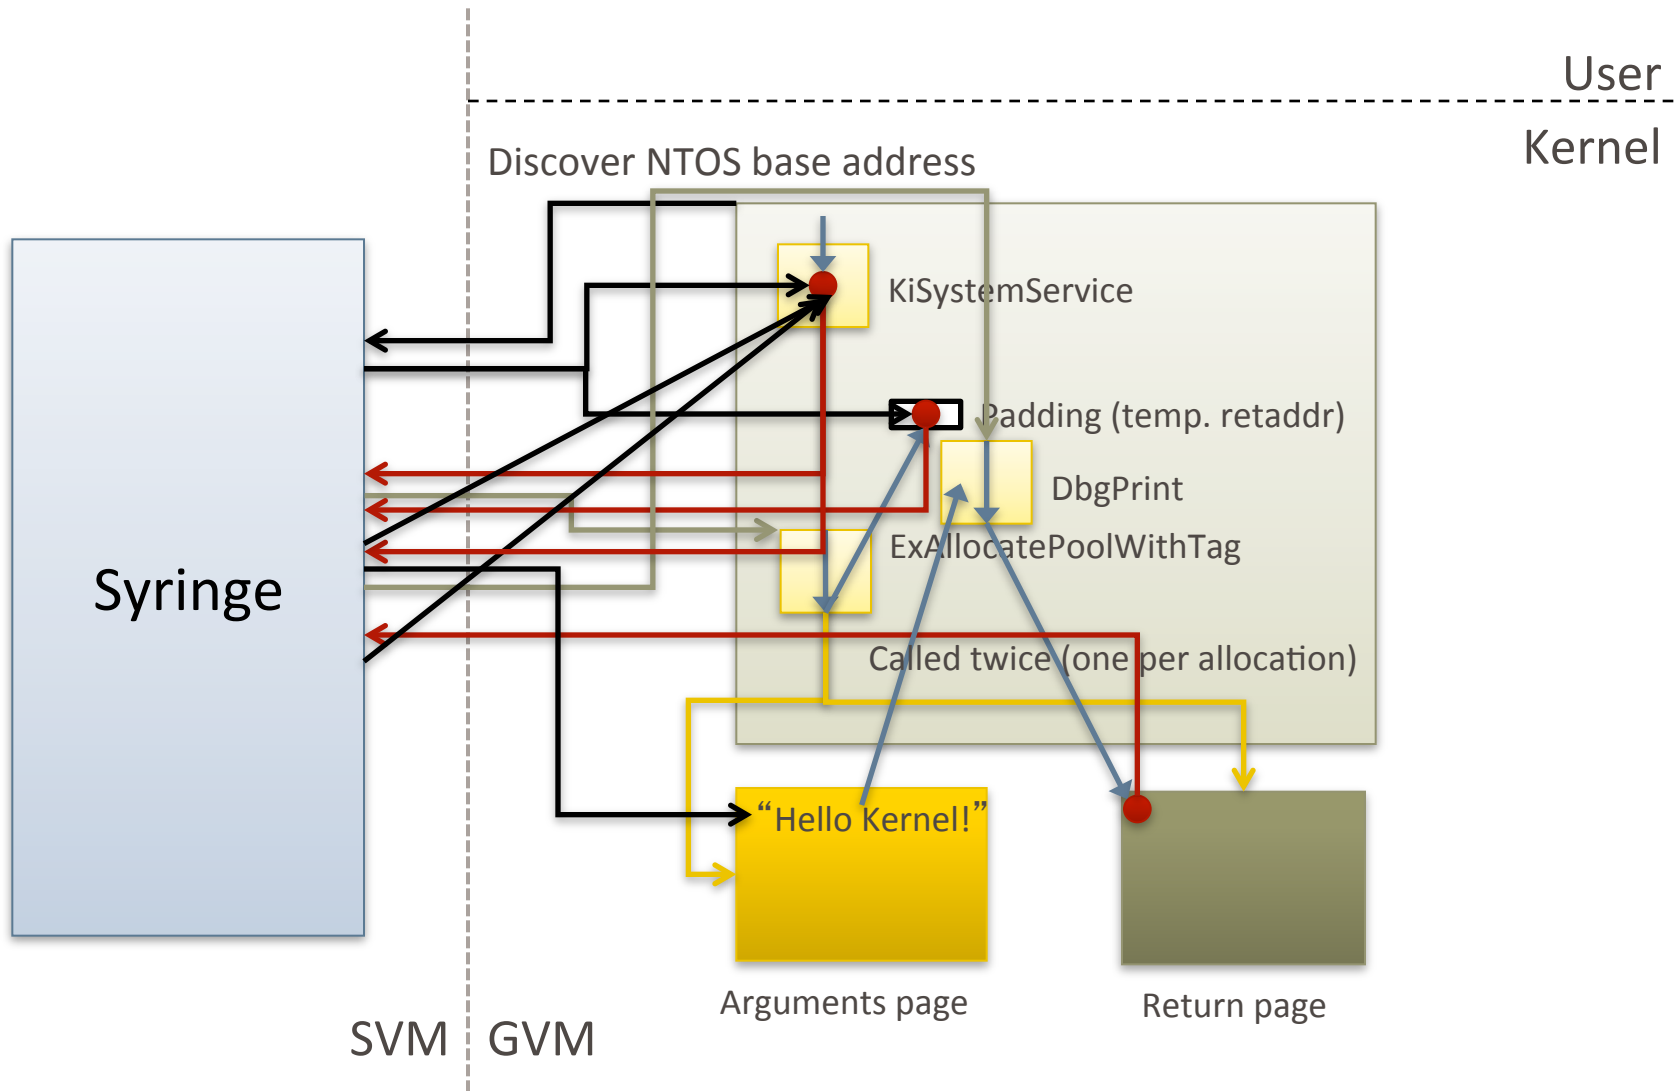 User
Kernel
Discover NTOS base address
KiSystemService
Padding (temp. retaddr)
DbgPrint
ExAllocatePoolWithTag
Syringe
Called twice (one per allocation)
“Hello Kernel!”
Arguments page
Return page
SVM
GVM